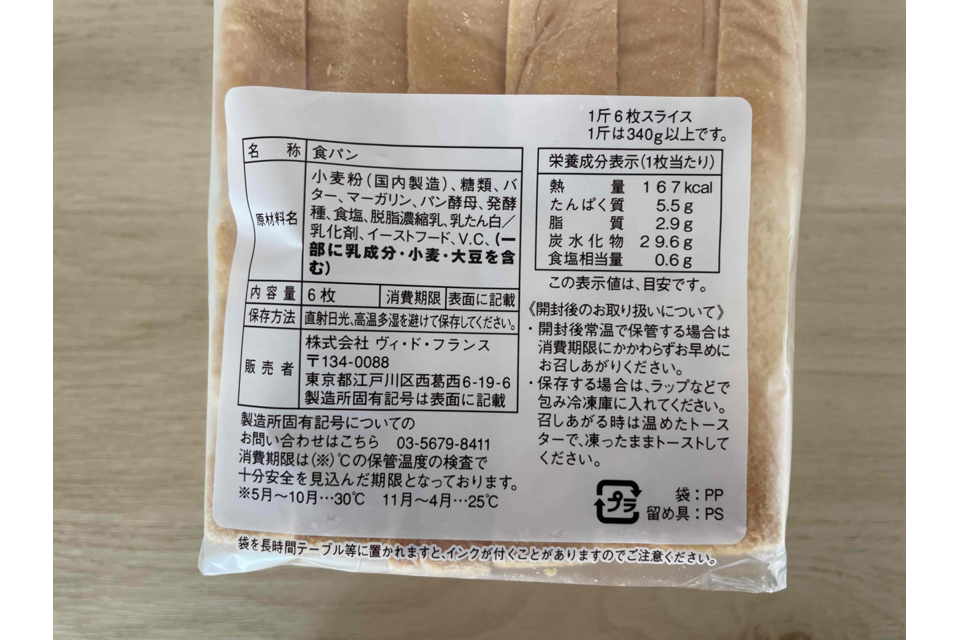 1斤6枚スライス
1斤は340g以上です。
名称 食パン
原材料名
小麦粉(国内製造)、糖類、バ
ター、マーガリン、パン酵母、発酵
種、食塩、脱脂濃縮乳、乳たん白/
乳化剤、イーストフード、V.C.、(一
部に乳成分・小麦・大豆を含
む)
内容量 6枚 消費期限 表面に記載
保存方法 直射日光、高温多湿を避けて保存してください。
販売者
株式会社 ヴィ・ド・フランス
〒134-0088
東京都江戸川区西葛西6-19-6
製造所固有記号は表面に記載
製造所固有記号についての
お問い合わせはこちら 03-5679-8411
消費期限は(※)℃の保管温度の検査で
十分安全を見込んだ期限となっております。
※5月〜10月…30℃ 11月〜4月…25℃
栄養成分表示(1枚当たり)
熱量 167kcal
たんぱく質 5.5g
脂質 2.9g
炭水化物 29.6g
食塩相当量 0.6g
この表示値は、目安です。
《開封後のお取り扱いについて》
・開封後常温で保管する場合は
消費期限にかかわらずお早めに
お召しあがりください。
・保存する場合は、ラップなどで
包み冷凍庫に入れてください。
召しあがる時は温めたトース
ターで、凍ったままトーストして
ください。
プラ
袋:PP
留め具:PS
袋を長時間テーブル等に置かれますと、インクが付くことがありますのでご注意ください。